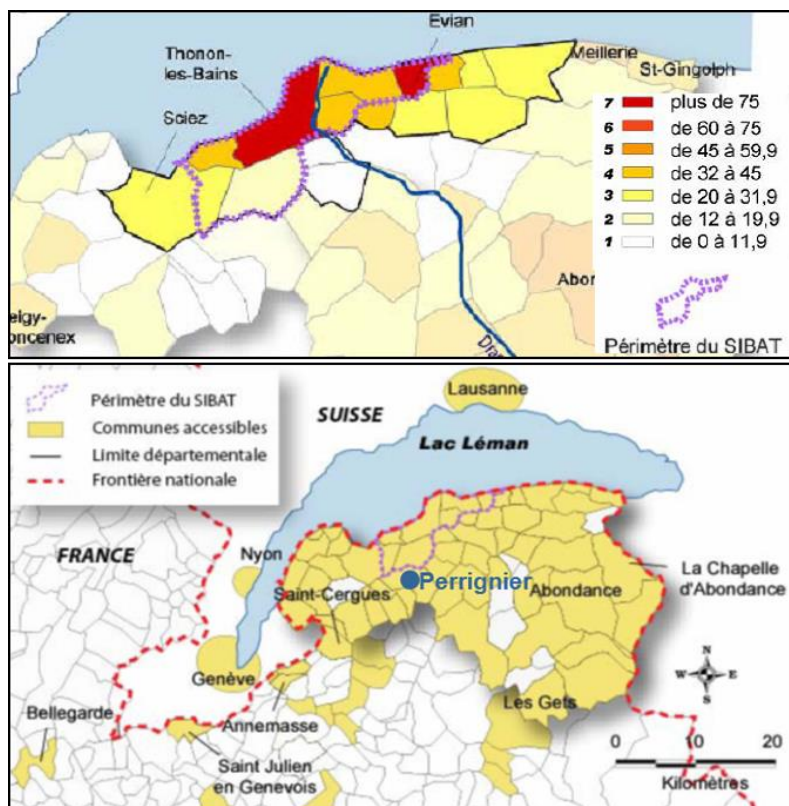 Evian
Thonon-
les-Bains
Meillerie
St-Gingolph
Sciez
7 plus de 75
6 de 60 à 75
5 de 45 à 59,9
4 de 32 à 45
3 de 20 à 31,9
2 de 12 à 19,9
1 de 0 à 11,9
Abon
eigy-
oncenex
Dra
Périmètre du SIBAT
Périmètre du SIBAT
Communes accessibles
Limite départementale
Frontière nationale
SUISSE
Lausanne
Lac Léman
FRANCE
Nyon
Perrignier
La Chapelle
d'Abondance
Saint-Cergues
Abondance
Genève
N
W E
S
Bellegarde
Annemasse
Les Gets
Saint Julien
en Genevois
0 10 20
Kilomètres